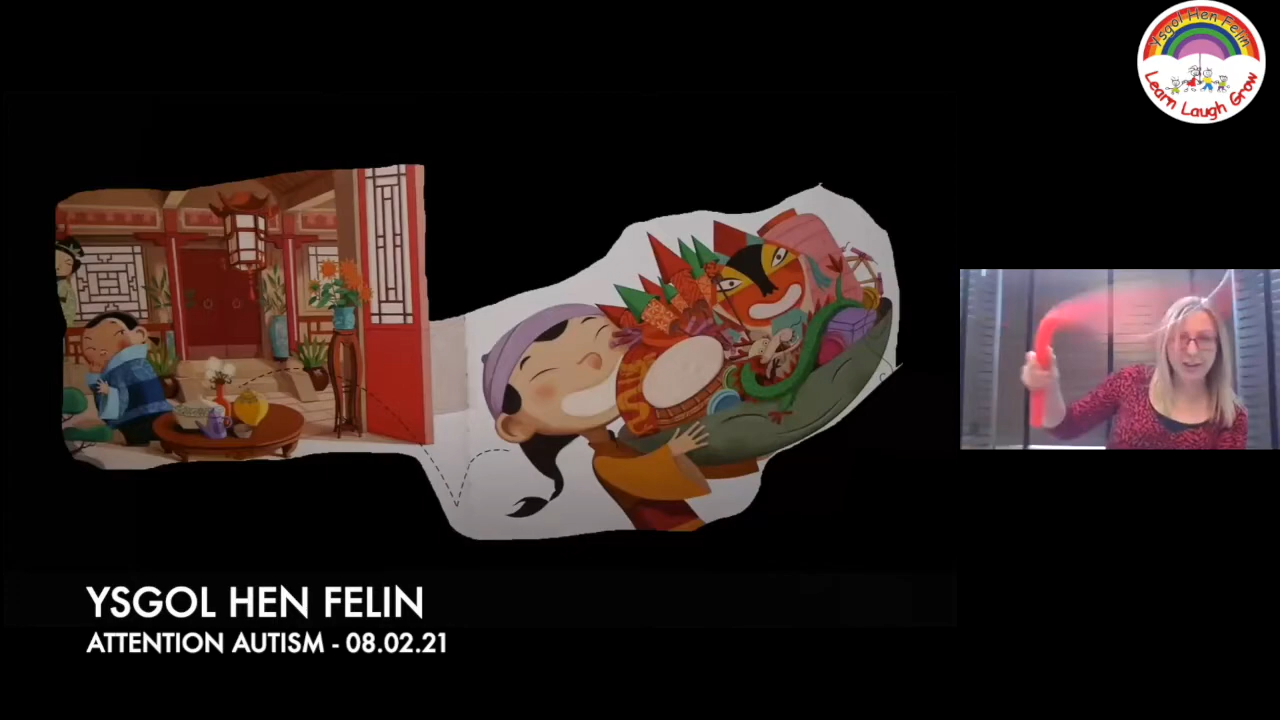 Ysgol Hen Felin
Learn Laugh Grow
YSGOL HEN FELIN
ATTENTION AUTISM - 08.02.21